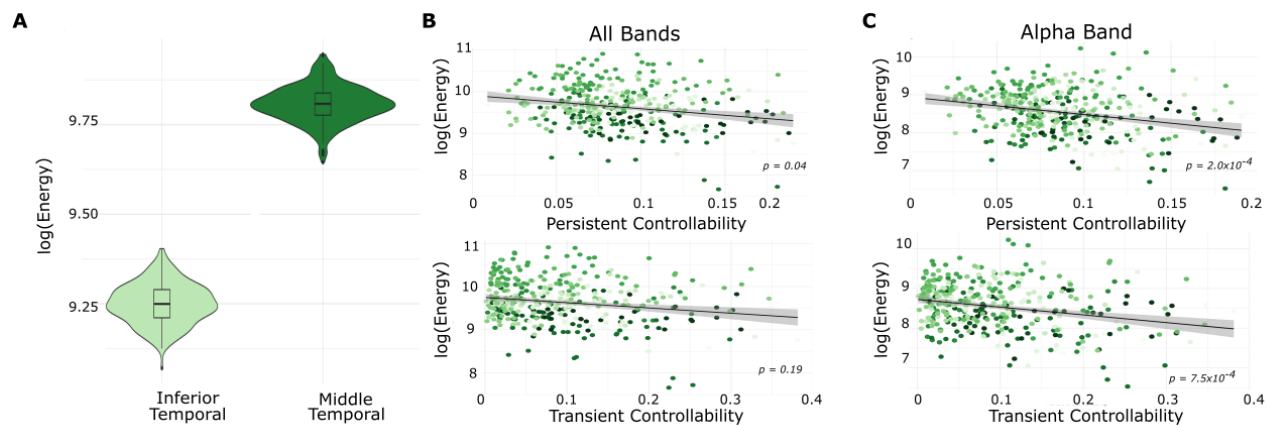 A
log(Energy)
9.75
9.50
9.25
Inferior
Temporal
Middle
Temporal
B
All Bands
log(Energy)
11
10
9
8
p = 0.04
0
0.05
0.1
0.15
0.2
Persistent Controllability
log(Energy)
11
10
9
8
p = 0.19
0
0.1
0.2
0.3
0.4
Transient Controllability
C
Alpha Band
log(Energy)
10
9
8
7
p = 2.0x10⁻⁴
0
0.05
0.1
0.15
0.2
Persistent Controllability
log(Energy)
10
9
8
7
p = 7.5x10⁻⁴
0
0.1
0.2
0.3
0.4
Transient Controllability